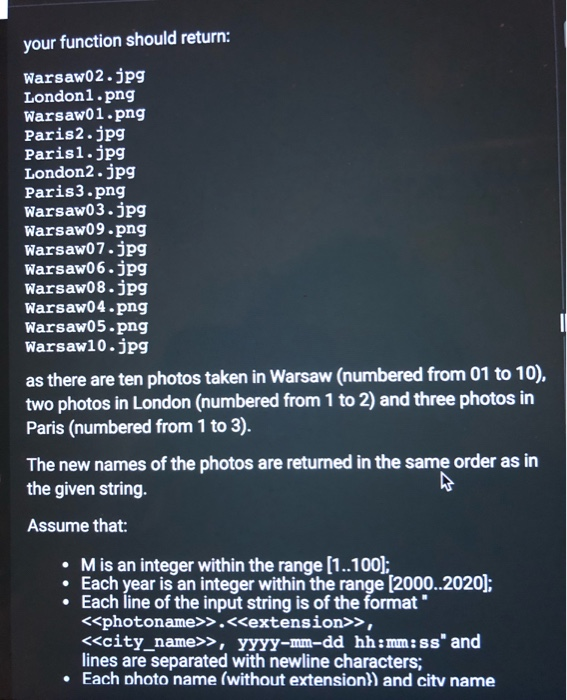 your function should return:
Warsaw02.jpg
London1.png
Warsaw01.png
Paris2.jpg
Paris1.jpg
London2.jpg
Paris3.png
Warsaw03.jpg
Warsaw09.png
Warsaw07.jpg
Warsaw06.jpg
Warsaw08.jpg
Warsaw04.png
Warsaw05.png
Warsaw10.jpg
as there are ten photos taken in Warsaw (numbered from 01 to 10),
two photos in London (numbered from 1 to 2) and three photos in
Paris (numbered from 1 to 3).
The new names of the photos are returned in the same order as in
the given string.
Assume that:
• M is an integer within the range [1..100];
• Each year is an integer within the range [2000..2020];
• Each line of the input string is of the format "
<<photoname>>.<<extension>>,
<<city_name>>, yyyy-mm-dd hh:mm:ss" and
lines are separated with newline characters;
• Each photo name (without extension}) and city name